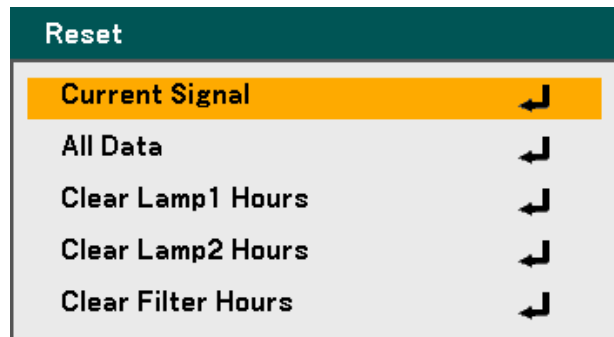 Reset
Current Signal
All Data
Clear Lamp1 Hours
Clear Lamp2 Hours
Clear Filter Hours